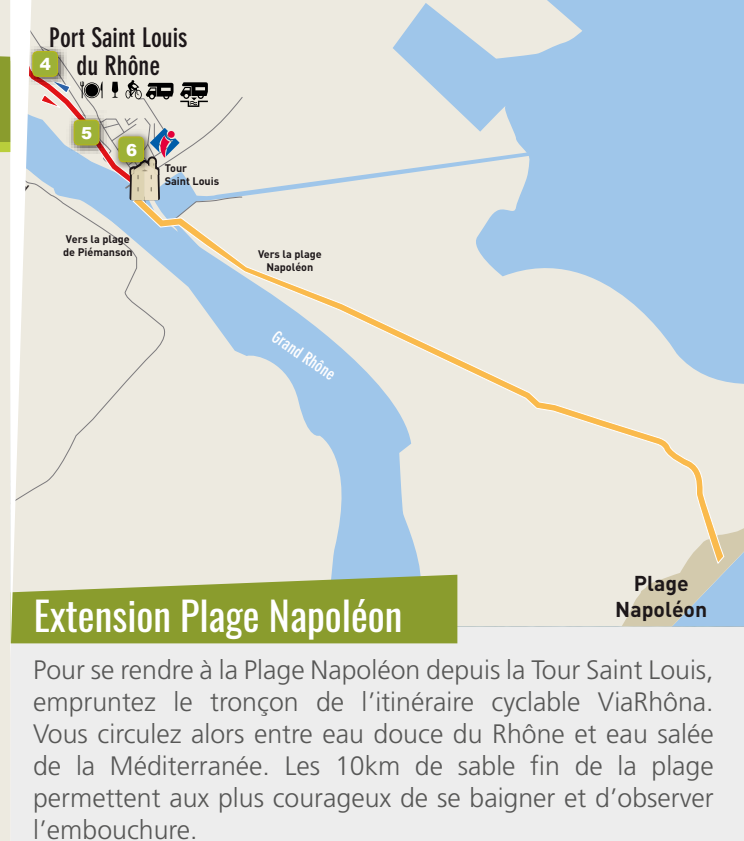 Port Saint Louis
du Rhône
4
5
6
Tour
Saint Louis
Vers la plage
de Piémanson
Vers la plage
Napoléon
Grand Rhône
Plage
Napoléon
Extension Plage Napoléon
Pour se rendre à la Plage Napoléon depuis la Tour Saint Louis,
empruntez le tronçon de l’itinéraire cyclable ViaRhôna.
Vous circulez alors entre eau douce du Rhône et eau salée
de la Méditerranée. Les 10km de sable fin de la plage
permettent aux plus courageux de se baigner et d’observer
l’embouchure.